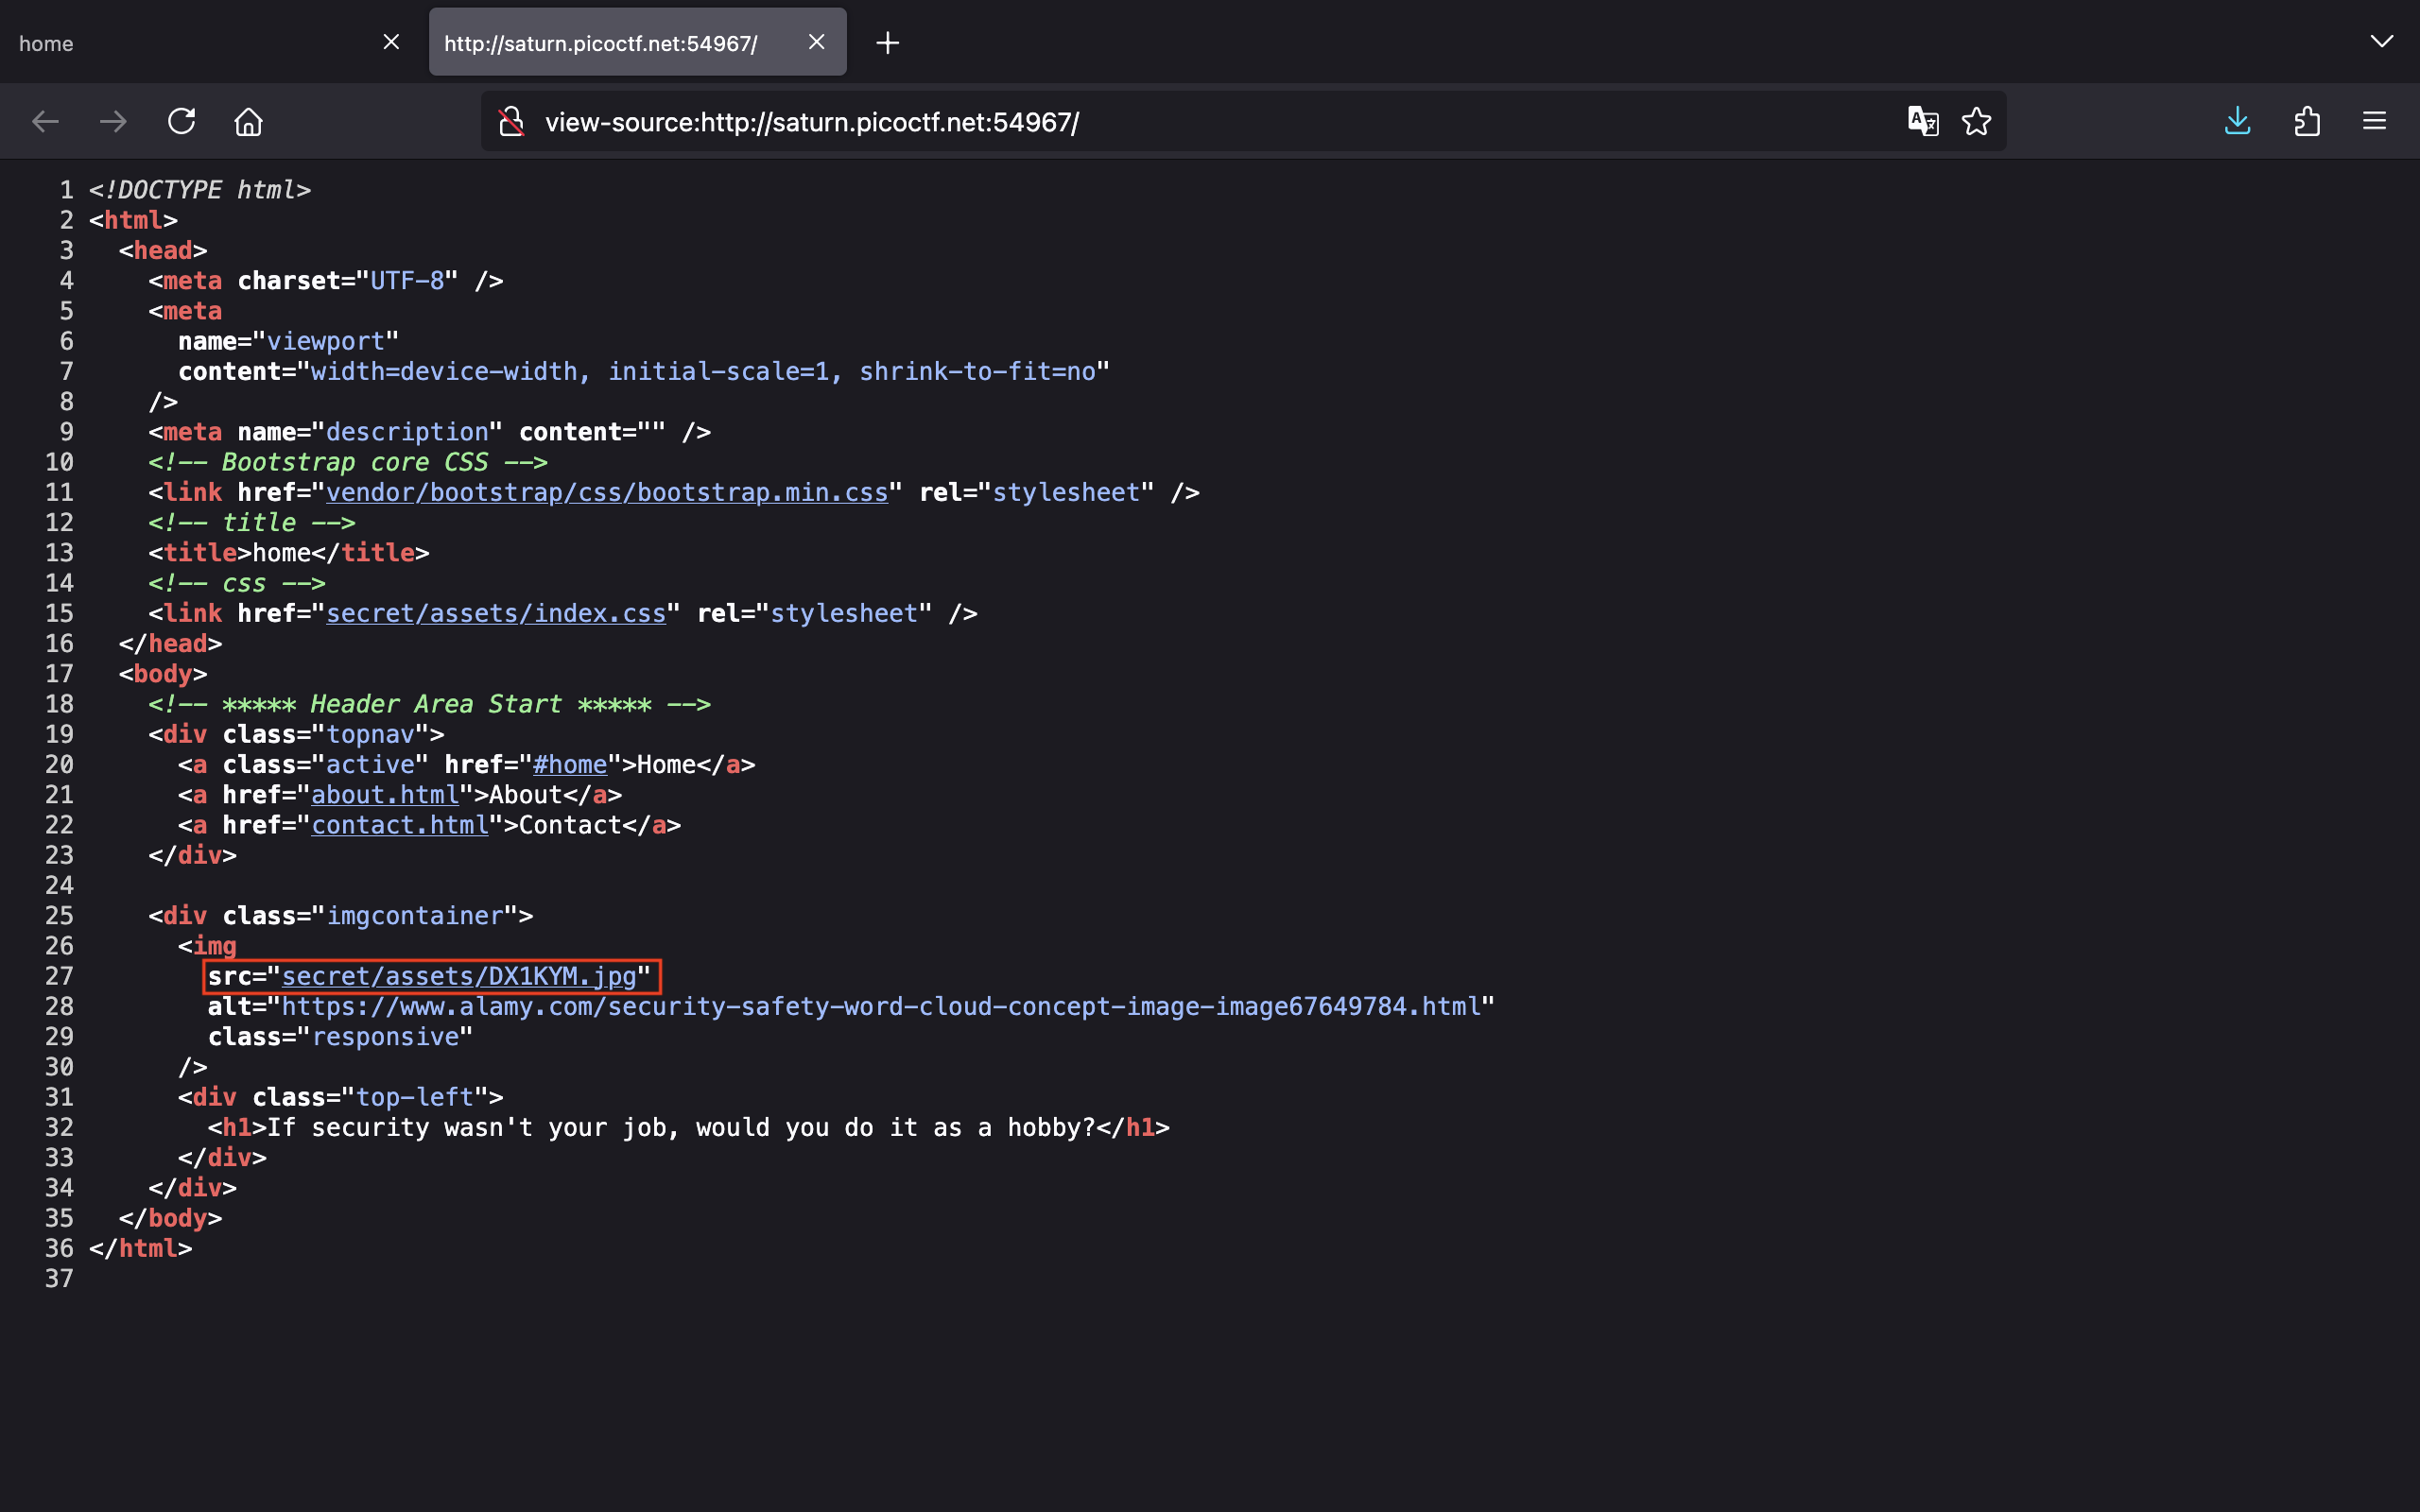 home
http://saturn.picoctf.net:54967/
view-source:http://saturn.picoctf.net:54967/
1 <!DOCTYPE html>
2 <html>
3   <head>
4     <meta charset="UTF-8" />
5     <meta
6       name="viewport"
7       content="width=device-width, initial-scale=1, shrink-to-fit=no"
8     />
9     <meta name="description" content="" />
10     <!-- Bootstrap core CSS -->
11     <link href="vendor/bootstrap/css/bootstrap.min.css" rel="stylesheet" />
12     <!-- title -->
13     <title>home</title>
14     <!-- css -->
15     <link href="secret/assets/index.css" rel="stylesheet" />
16   </head>
17   <body>
18     <!-- ***** Header Area Start ***** -->
19     <div class="topnav">
20       <a class="active" href="#home">Home</a>
21       <a href="about.html">About</a>
22       <a href="contact.html">Contact</a>
23     </div>
24
25     <div class="imgcontainer">
26       <img
27         src="secret/assets/DX1KYM.jpg"
28         alt="https://www.alamy.com/security-safety-word-cloud-concept-image-image67649784.html"
29         class="responsive"
30       />
31       <div class="top-left">
32         <h1>If security wasn't your job, would you do it as a hobby?</h1>
33       </div>
34     </div>
35   </body>
36 </html>
37